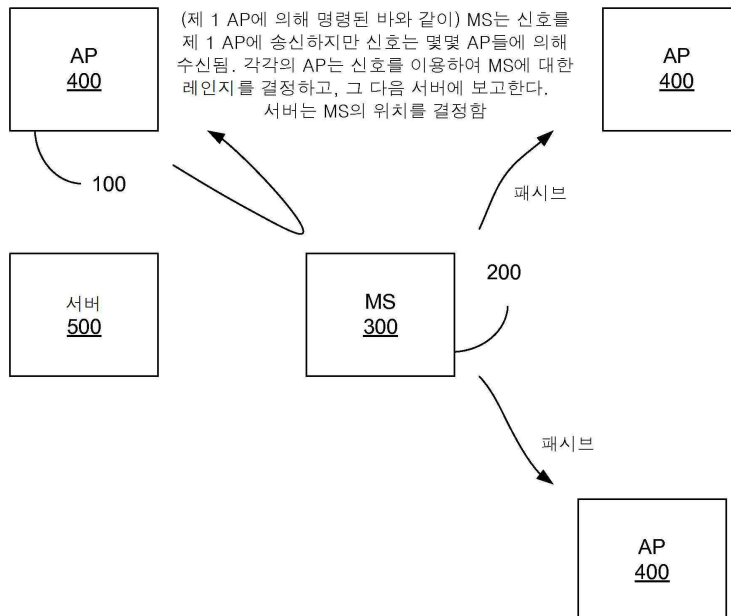 (제 1 AP에 의해 명령된 바와 같이) MS는 신호를
제 1 AP에 송신하지만 신호는 몇몇 AP들에 의해
수신됨. 각각의 AP는 신호를 이용하여 MS에 대한
레인지를 결정하고, 그 다음 서버에 보고한다.
서버는 MS의 위치를 결정함
AP
400
AP
400
100
패시브
서버
500
MS
300
200
패시브
AP
400